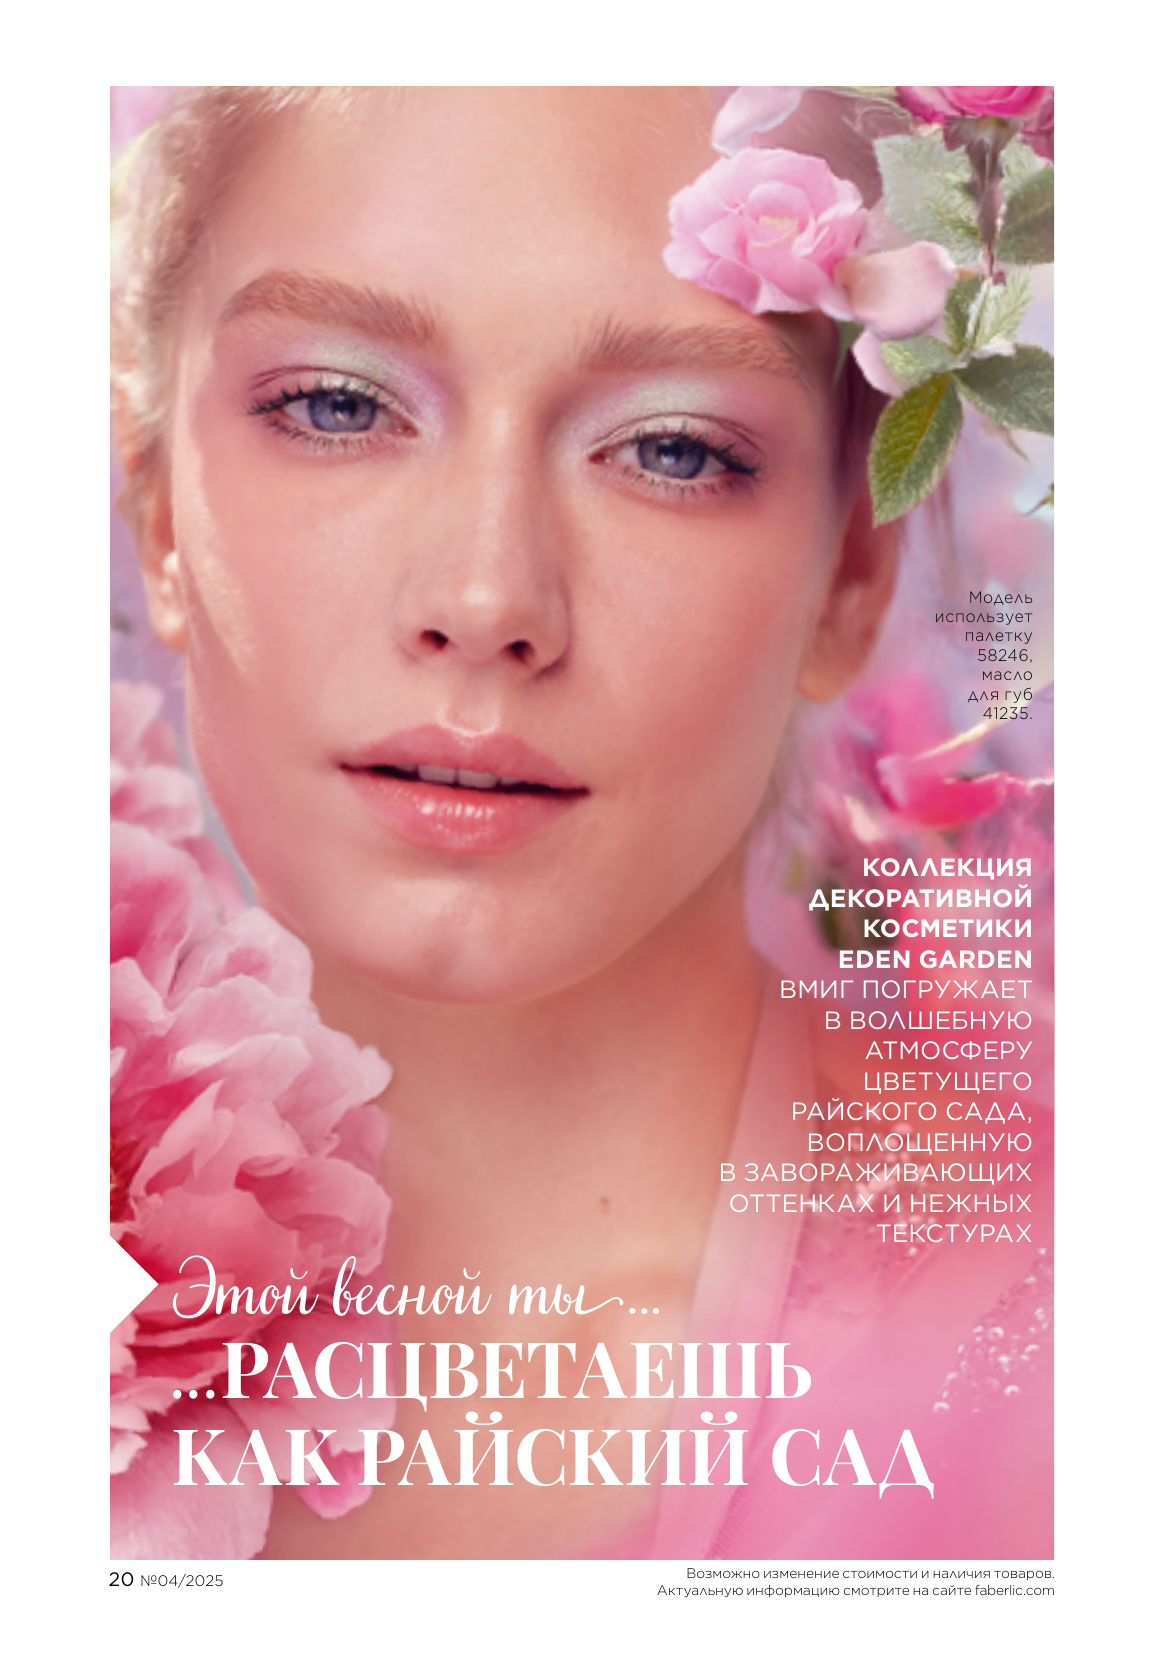 Модель
использует
палетку
58246,
масло
для губ
41235.
КОЛЛЕКЦИЯ
ДЕКОРАТИВНОЙ
КОСМЕТИКИ
EDEN GARDEN
ВМИГ ПОГРУЖАЕТ
В ВОЛШЕБНУЮ
АТМОСФЕРУ
ЦВЕТУЩЕГО
РАЙСКОГО САДА,
ВОПЛОЩЕННУЮ
В ЗАВОРАЖИВАЮЩИХ
ОТТЕНКАХ И НЕЖНЫХ
ТЕКСТУРАХ
Этой весной ты...
...РАСЦВЕТАЕШЬ
КАК РАЙСКИЙ САД
20 №04/2025
Возможно изменение стоимости и наличия товаров.
Актуальную информацию смотрите на сайте faberlic.com